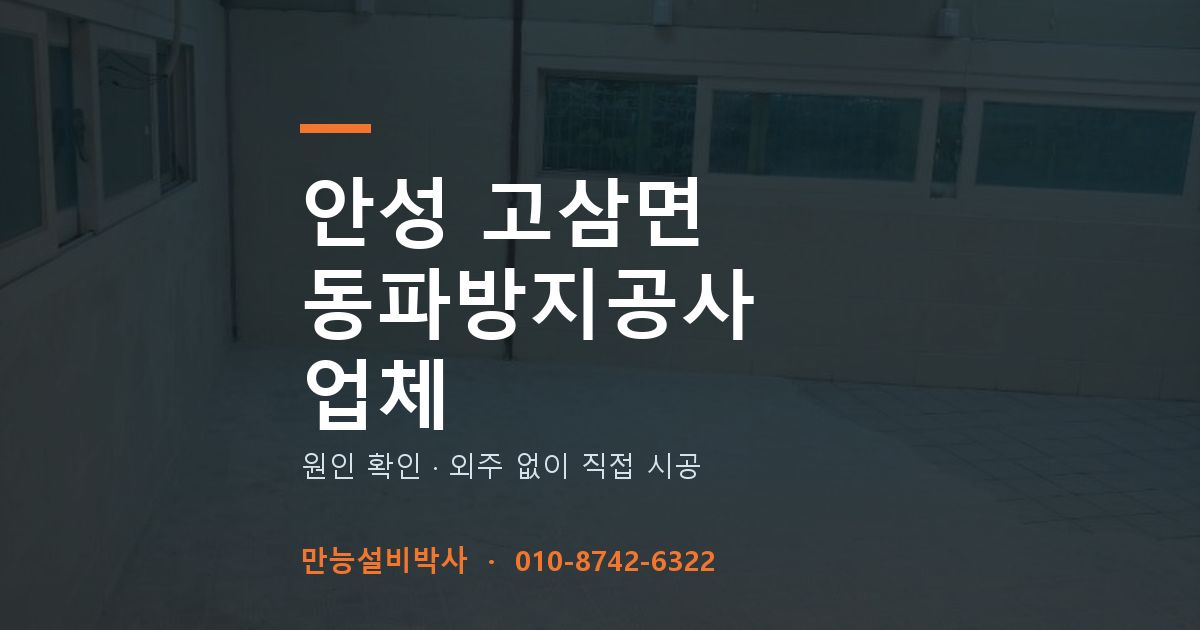 안성 고삼면
동파방지공사
업체
원인 확인 · 외주 없이 직접 시공
만능설비박사 · 010-8742-6322